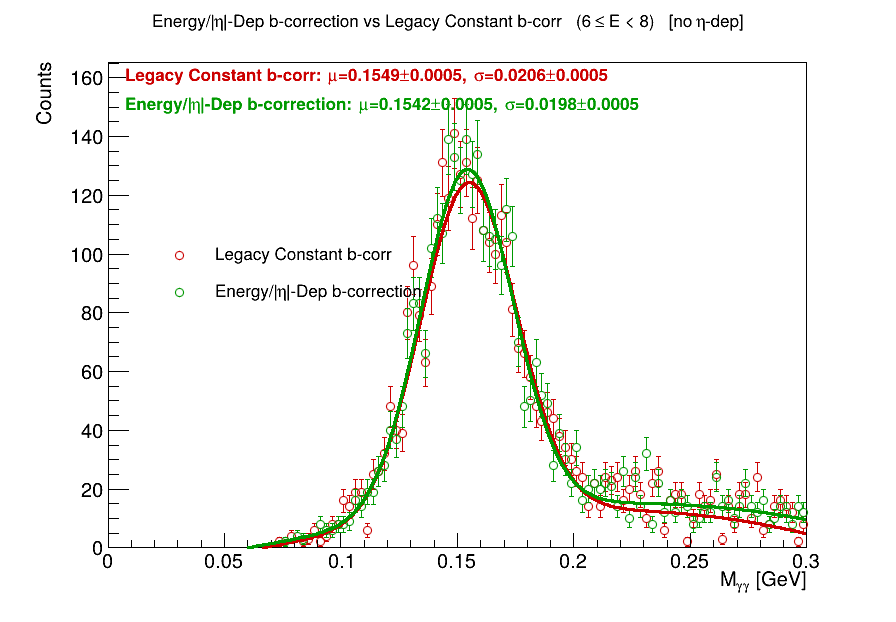 Energy/|η|-Dep b-correction vs Legacy Constant b-corr (6 ≤ E < 8) [no η-dep]
Counts
Legacy Constant b-corr: μ=0.1549±0.0005, σ=0.0206±0.0005
Energy/|η|-Dep b-correction: μ=0.1542±0.0005, σ=0.0198±0.0005
160
140
120
100
80
60
40
20
0
Legacy Constant b-corr
Energy/|η|-Dep b-correction
0 0.05 0.1 0.15 0.2 0.25 0.3
M_γγ [GeV]